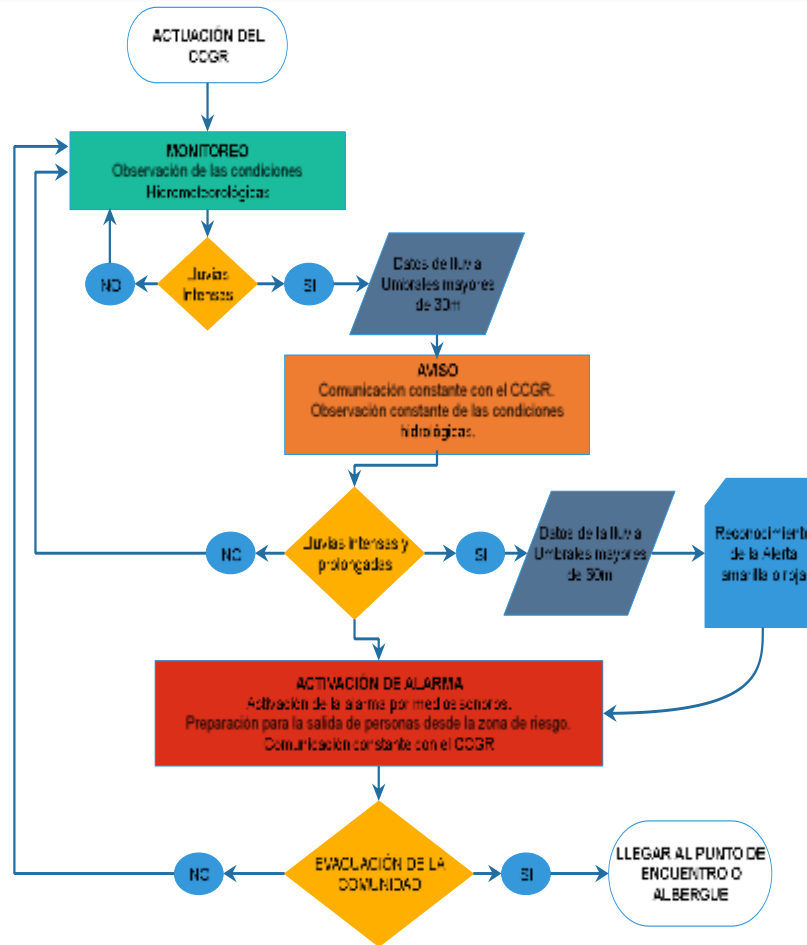 ACTUACIÓN DEL
CCGR
MONITOREO
Observación de las condiciones
Hidrometeorológicas
Lluvias
Intensas
NO
SI
Datos de lluvia
Umbrales mayores
de 30m
AVISO
Comunicación constante con el CCGR.
Observación constante de las condiciones
hidrológicas.
Lluvias intensas y
prolongadas
NO
SI
Datos de la lluvia
Umbrales mayores
de 50m
Reconocimiento
de la Alerta
amarilla o roja
ACTIVACIÓN DE ALARMA
Activación de la alarma por medios sonoros.
Preparación para la salida de personas desde la zona de riesgo.
Comunicación constante con el CCGR
EVACUACIÓN DE LA
COMUNIDAD
NO
SI
LLEGAR AL PUNTO DE
ENCUENTRO O
ALBERGUE